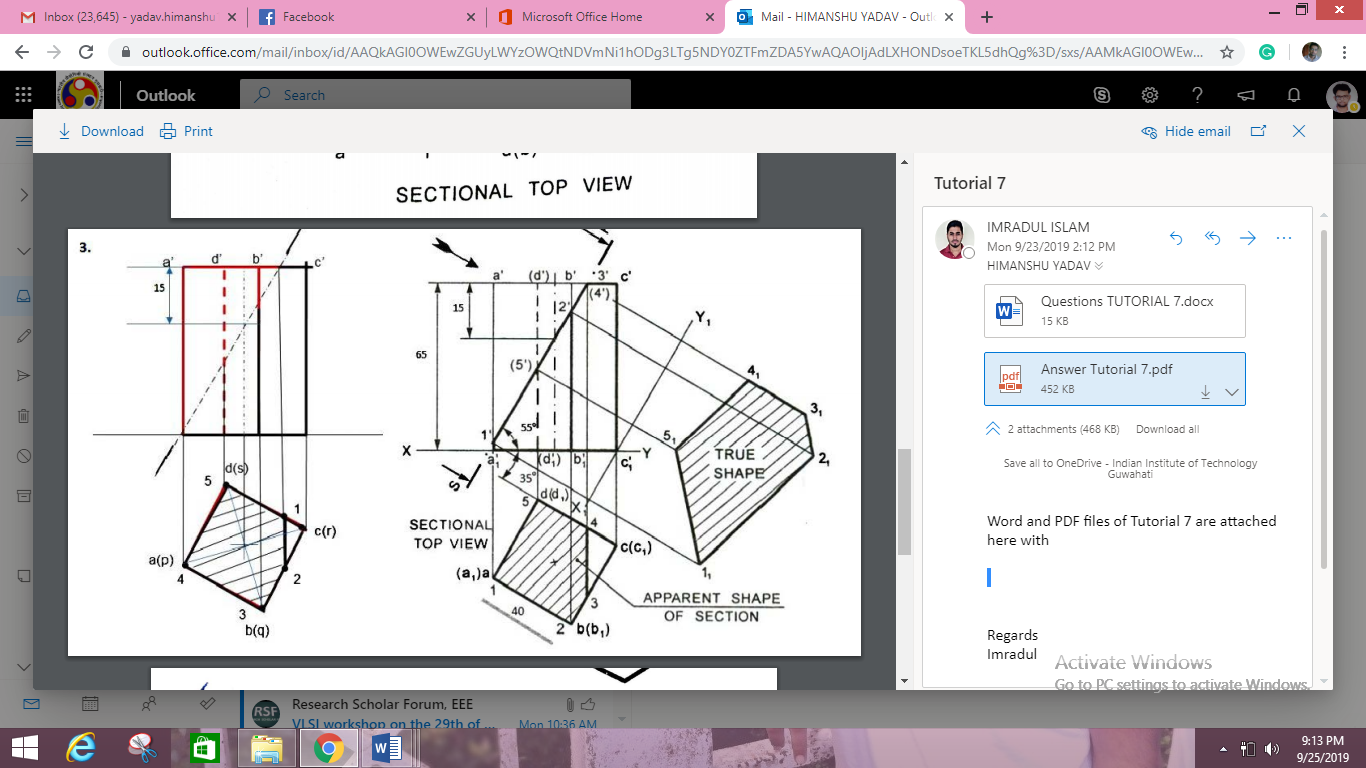 Inbox (23,645) - yadav.himanshu
Facebook
Microsoft Office Home
Mail - HIMANSHU YADAV - Outl
outlook.office.com/mail/inbox/id/AAQkAGI0OWEwZGUyLWYzOWQtNDVmNi1hODg3LTg5NDY0ZTFmZDA5YwAQAOljAdLXHONDsoeTKL5dhQg%3D/sxs/AAMkAGI0OWEw...
Outlook
Search
Download
Print
Hide email
SECTIONAL TOP VIEW
3.
a' d' b' c'
15
d(s)
5
1
c(r)
a(p)
4
2
3
b(q)
a' (d') b' 3' c'
(4')
15
2'
65
(5')
Y1
1'
55°
X
a'1 (d'1) b'1 c'1 Y
S
35°
5 d(d1)
X1
4
SECTIONAL
TOP VIEW
c(c1)
(a1)a
1
40
3
2 b(b1)
APPARENT SHAPE
OF SECTION
41
31
51
21
TRUE
SHAPE
11
Tutorial 7
IMRADUL ISLAM
Mon 9/23/2019 2:12 PM
HIMANSHU YADAV
Questions TUTORIAL 7.docx
15 KB
pdf
Answer Tutorial 7.pdf
452 KB
2 attachments (468 KB) Download all
Save all to OneDrive - Indian Institute of Technology
Guwahati
Word and PDF files of Tutorial 7 are attached
here with
Regards
Imradul
Activate Windows
Go to PC settings to activate Windows.
RSF
Research Scholar Forum, EEE
VLSI workshop on the 29th of ...
Mon 10:36 AM
9:13 PM
9/25/2019